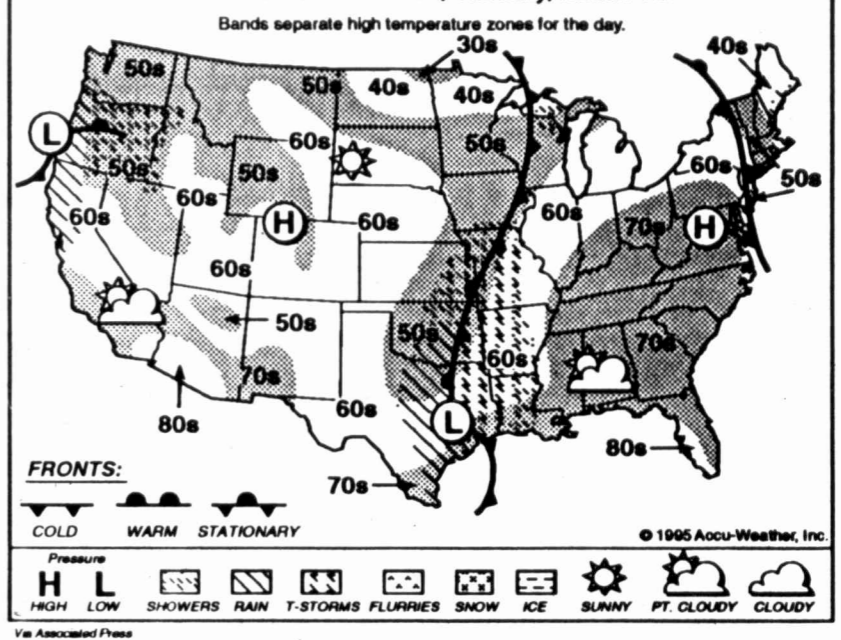 Bands separate high temperature zones for the day.
30s
40s
50s
50s
40s
40s
50s
60s
50s
60s
50s
50s
60s
60s
H
60s
60s
70s
H
L
60s
50s
50s
60s
70s
70s
60s
80s
L
80s
70s
FRONTS:
COLD WARM STATIONARY
© 1995 Accu-Weather, Inc.
Pressure
H L
HIGH LOW SHOWERS RAIN T-STORMS FLURRIES SNOW ICE SUNNY PT. CLOUDY CLOUDY
Via Associated Press